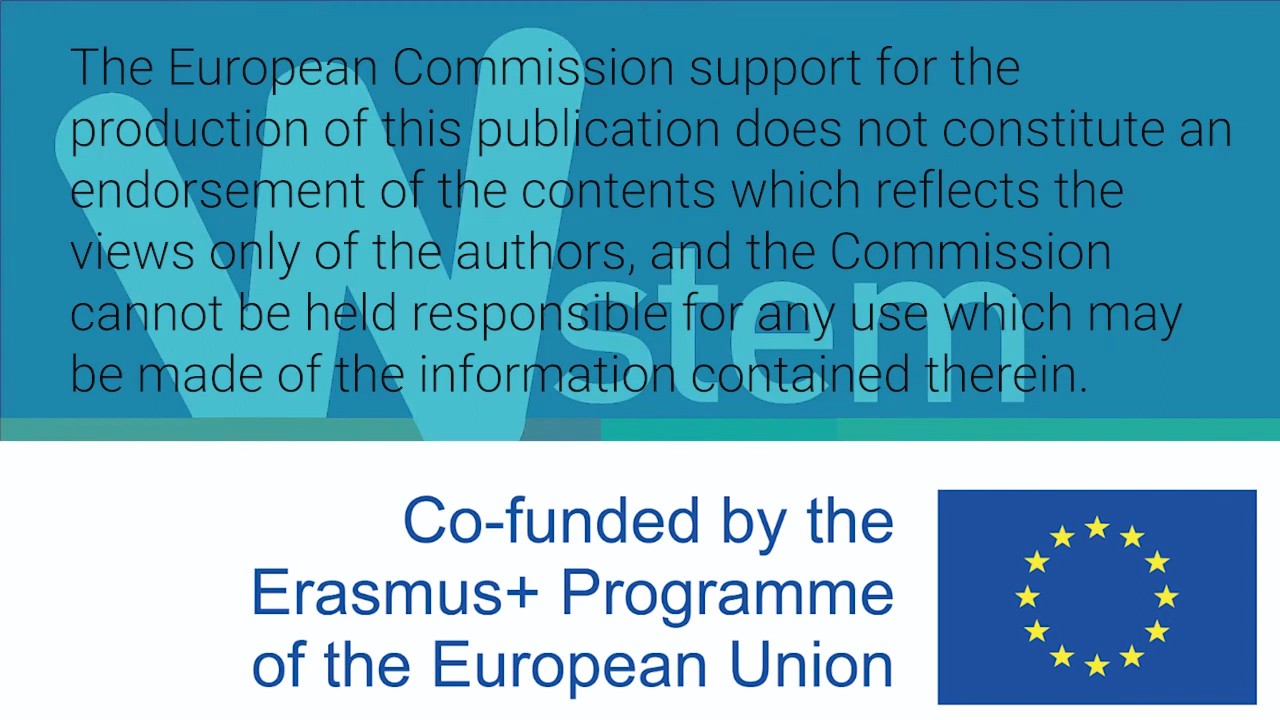 The European Commission support for the
production of this publication does not constitute an
endorsement of the contents which reflects the
views only of the authors, and the Commission
cannot be held responsible for any use which may
be made of the information contained therein.
Wstem
Co-funded by the
Erasmus+ Programme
of the European Union